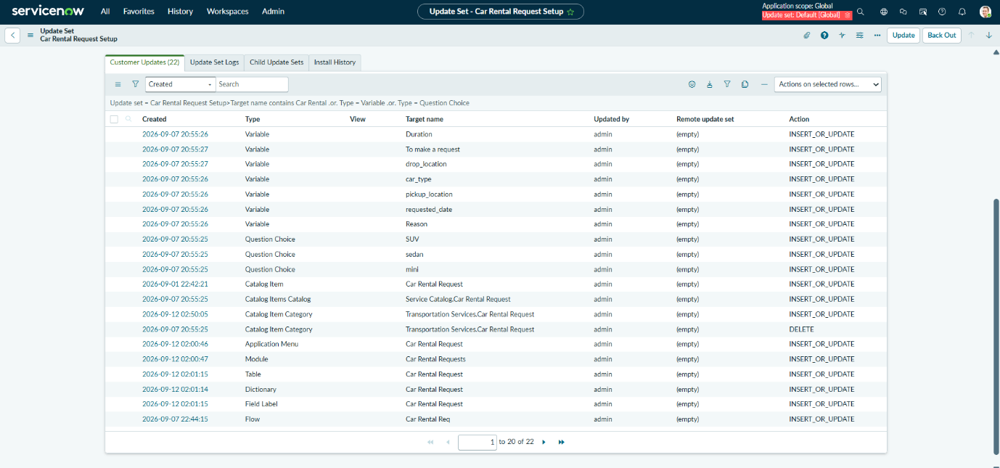 servicenow All Favorites History Workspaces Admin Update Set - Car Rental Request Setup Application scope: Global
Update set: Default [Global]
Update Set
Car Rental Request Setup Update Back Out
Customer Updates (22) Update Set Logs Child Update Sets Install History
Created Search Actions on selected rows...
Update set = Car Rental Request Setup>Target name contains Car Rental .or. Type = Variable .or. Type = Question Choice
Created Type View Target name Updated by Remote update set Action
2026-09-07 20:55:26 Variable Duration admin (empty) INSERT_OR_UPDATE
2026-09-07 20:55:27 Variable To make a request admin (empty) INSERT_OR_UPDATE
2026-09-07 20:55:27 Variable drop_location admin (empty) INSERT_OR_UPDATE
2026-09-07 20:55:26 Variable car_type admin (empty) INSERT_OR_UPDATE
2026-09-07 20:55:26 Variable pickup_location admin (empty) INSERT_OR_UPDATE
2026-09-07 20:55:26 Variable requested_date admin (empty) INSERT_OR_UPDATE
2026-09-07 20:55:26 Variable Reason admin (empty) INSERT_OR_UPDATE
2026-09-07 20:55:25 Question Choice SUV admin (empty) INSERT_OR_UPDATE
2026-09-07 20:55:25 Question Choice sedan admin (empty) INSERT_OR_UPDATE
2026-09-07 20:55:25 Question Choice mini admin (empty) INSERT_OR_UPDATE
2026-09-01 22:42:21 Catalog Item Car Rental Request admin (empty) INSERT_OR_UPDATE
2026-09-07 20:55:25 Catalog Items Catalog Service Catalog.Car Rental Request admin (empty) INSERT_OR_UPDATE
2026-09-12 02:50:05 Catalog Item Category Transportation Services.Car Rental Request admin (empty) INSERT_OR_UPDATE
2026-09-07 20:55:25 Catalog Item Category Transportation Services.Car Rental Request admin (empty) DELETE
2026-09-12 02:00:46 Application Menu Car Rental Request admin (empty) INSERT_OR_UPDATE
2026-09-12 02:00:47 Module Car Rental Requests admin (empty) INSERT_OR_UPDATE
2026-09-12 02:01:15 Table Car Rental Request admin (empty) INSERT_OR_UPDATE
2026-09-12 02:01:14 Dictionary Car Rental Request admin (empty) INSERT_OR_UPDATE
2026-09-12 02:01:15 Field Label Car Rental Request admin (empty) INSERT_OR_UPDATE
2026-09-07 22:44:15 Flow Car Rental Req admin (empty) INSERT_OR_UPDATE
1 to 20 of 22